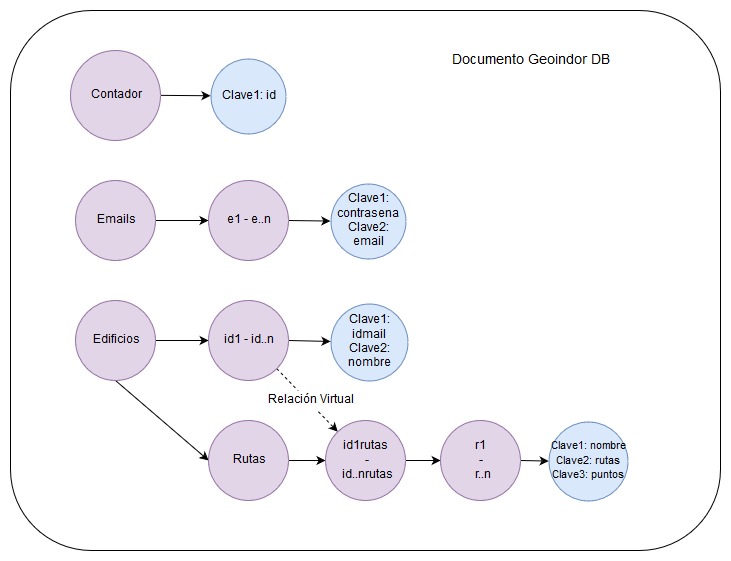 Documento Geoindor DB
Contador
Clave1: id
Emails
e1 - e..n
Clave1:
contrasena
Clave2:
email
Edificios
id1 - id..n
Clave1:
idmail
Clave2:
nombre
Relación Virtual
Rutas
id1rutas
-
id..nrutas
r1
-
r..n
Clave1: nombre
Clave2: rutas
Clave3: puntos